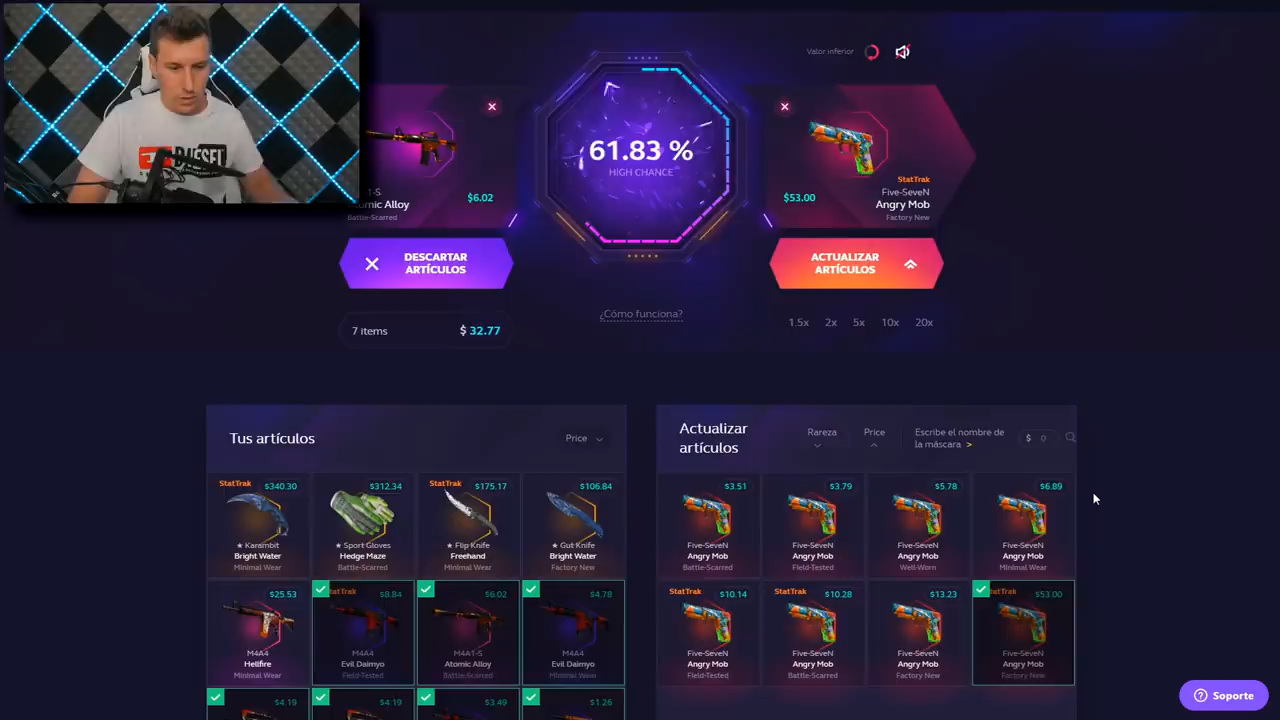 DIESEL
Valor inferior
61.83 %
HIGH CHANCE
1-S
$6.02
Battle-Scarred
StatTrak
$53.00
Five-SeveN
Angry Mob
Factory New
DESCARTAR
ARTÍCULOS
ACTUALIZAR
ARTÍCULOS
7 items
$ 32.77
¿Cómo funciona?
1.5x 2x 5x 10x 20x
Tus artículos
Price
StatTrak $340.30
★ Karambit
Bright Water
Minimal Wear
$312.34
★ Sport Gloves
Hedge Maze
Battle-Scarred
StatTrak $175.17
★ Flip Knife
Freehand
Minimal Wear
$106.84
★ Gut Knife
Bright Water
Factory New
$25.53
M4A4
Hellfire
Minimal Wear
StatTrak $8.84
M4A4
Evil Daimyo
Field-Tested
$6.02
M4A1-S
Atomic Alloy
Battle-Scarred
$4.78
M4A4
Evil Daimyo
Minimal Wear
$4.19
$4.19
$3.49
$1.26
Actualizar
artículos
Rareza
Price
Escribe el nombre de
la máscara >
$ 0
$3.51
Five-SeveN
Angry Mob
Battle-Scarred
$3.79
Five-SeveN
Angry Mob
Field-Tested
$5.78
Five-SeveN
Angry Mob
Well-Worn
$6.89
Five-SeveN
Angry Mob
Minimal Wear
StatTrak $10.14
Five-SeveN
Angry Mob
Field-Tested
StatTrak $10.28
Five-SeveN
Angry Mob
Battle-Scarred
$13.23
Five-SeveN
Angry Mob
Factory New
$53.00
Five-SeveN
Angry Mob
Factory New
Soporte